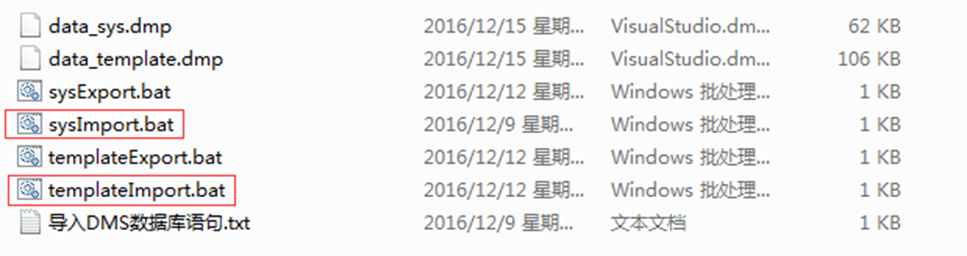 data_sys.dmp 2016/12/15 星期... VisualStudio.dm... 62 KB
data_template.dmp 2016/12/15 星期... VisualStudio.dm... 106 KB
sysExport.bat 2016/12/12 星期... Windows 批处理... 1 KB
sysImport.bat 2016/12/9 星期... Windows 批处理... 1 KB
templateExport.bat 2016/12/12 星期... Windows 批处理... 1 KB
templateImport.bat 2016/12/12 星期... Windows 批处理... 1 KB
导入DMS数据库语句.txt 2016/12/9 星期... 文本文档 1 KB